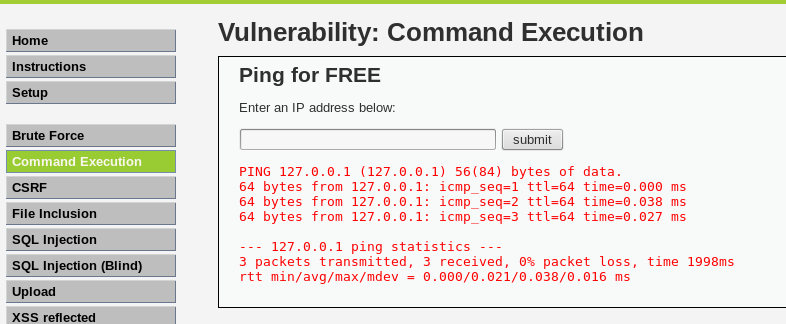 Home
Instructions
Setup
Brute Force
Command Execution
CSRF
File Inclusion
SQL Injection
SQL Injection (Blind)
Upload
XSS reflected
Vulnerability: Command Execution
Ping for FREE
Enter an IP address below:
submit
PING 127.0.0.1 (127.0.0.1) 56(84) bytes of data.
64 bytes from 127.0.0.1: icmp_seq=1 ttl=64 time=0.000 ms
64 bytes from 127.0.0.1: icmp_seq=2 ttl=64 time=0.038 ms
64 bytes from 127.0.0.1: icmp_seq=3 ttl=64 time=0.027 ms
--- 127.0.0.1 ping statistics ---
3 packets transmitted, 3 received, 0% packet loss, time 1998ms
rtt min/avg/max/mdev = 0.000/0.021/0.038/0.016 ms